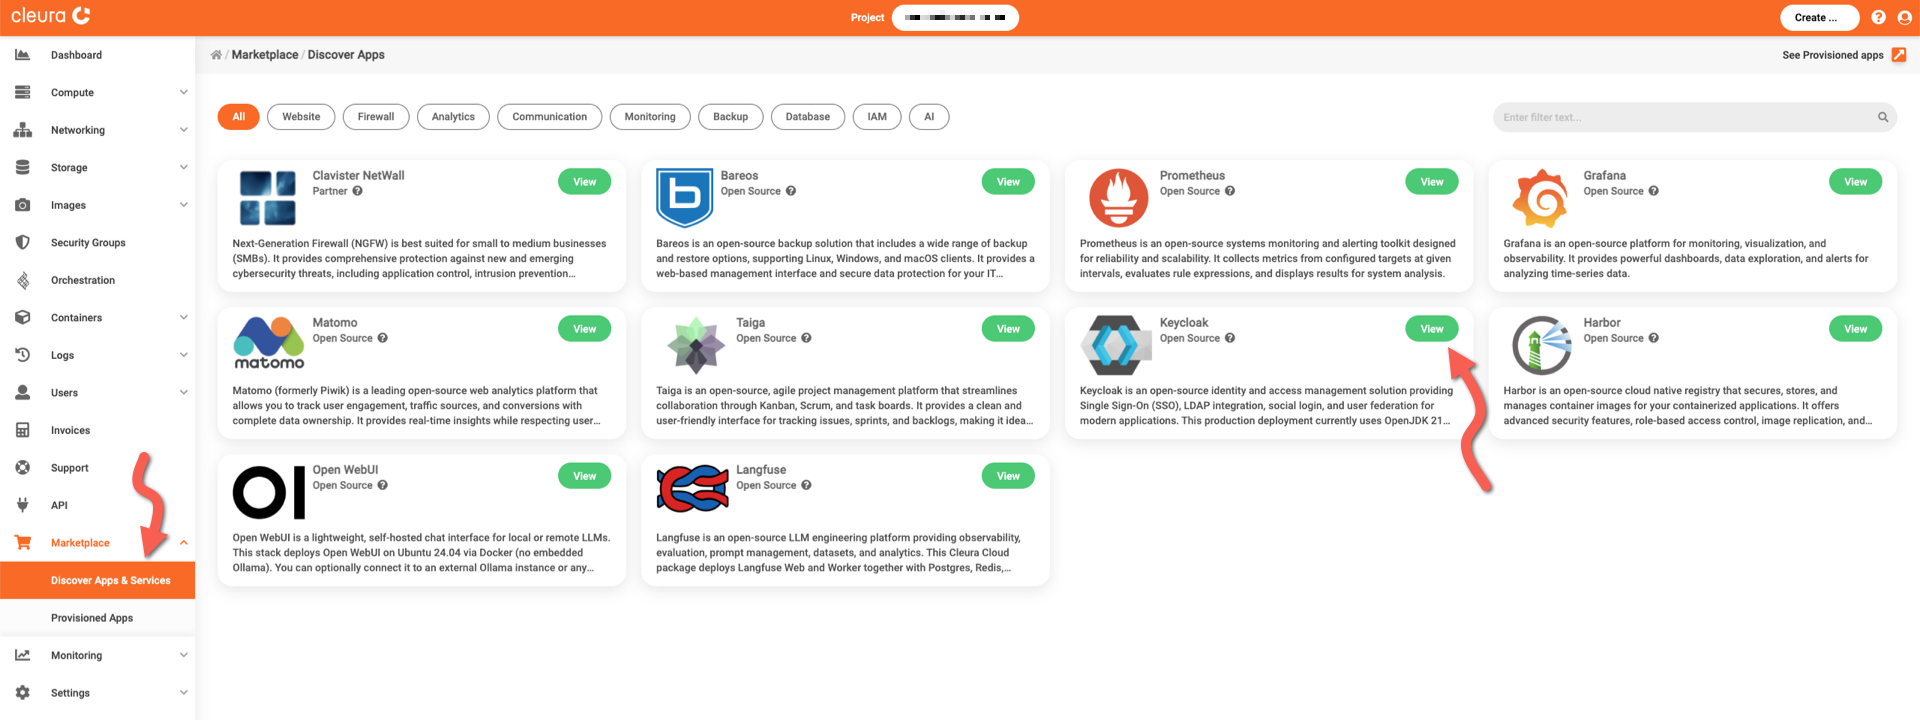 cleura
Project
Create ...
Dashboard
Compute
Networking
Storage
Images
Security Groups
Orchestration
Containers
Logs
Users
Invoices
Support
API
Marketplace
Discover Apps & Services
Provisioned Apps
Monitoring
Settings
/ Marketplace / Discover Apps
See Provisioned apps
All
Website
Firewall
Analytics
Communication
Monitoring
Backup
Database
IAM
AI
Enter filter text...
Clavister NetWall
Partner
View
Next-Generation Firewall (NGFW) is best suited for small to medium businesses
(SMBs). It provides comprehensive protection against new and emerging
cybersecurity threats, including application control, intrusion prevention...
Bareos
Open Source
View
Bareos is an open-source backup solution that includes a wide range of backup
and restore options, supporting Linux, Windows, and macOS clients. It provides a
web-based management interface and secure data protection for your IT...
Prometheus
Open Source
View
Prometheus is an open-source systems monitoring and alerting toolkit designed
for reliability and scalability. It collects metrics from configured targets at given
intervals, evaluates rule expressions, and displays results for system analysis.
Grafana
Open Source
View
Grafana is an open-source platform for monitoring, visualization, and
observability. It provides powerful dashboards, data exploration, and alerts for
analyzing time-series data.
matomo
Matomo
Open Source
View
Matomo (formerly Piwik) is a leading open-source web analytics platform that
allows you to track user engagement, traffic sources, and conversions with
complete data ownership. It provides real-time insights while respecting user...
Taiga
Open Source
View
Taiga is an open-source, agile project management platform that streamlines
collaboration through Kanban, Scrum, and task boards. It provides a clean and
user-friendly interface for tracking issues, sprints, and backlogs, making it idea...
Keycloak
Open Source
View
Keycloak is an open-source identity and access management solution providing
Single Sign-On (SSO), LDAP integration, social login, and user federation for
modern applications. This production deployment currently uses OpenJDK 21...
Harbor
Open Source
View
Harbor is an open-source cloud native registry that secures, stores, and
manages container images for your containerized applications. It offers
advanced security features, role-based access control, image replication, and...
OI
Open WebUI
Open Source
View
Open WebUI is a lightweight, self-hosted chat interface for local or remote LLMs.
This stack deploys Open WebUI on Ubuntu 24.04 via Docker (no embedded
Ollama). You can optionally connect it to an external Ollama instance or any...
Langfuse
Open Source
View
Langfuse is an open-source LLM engineering platform providing observability,
evaluation, prompt management, datasets, and analytics. This Cleura Cloud
package deploys Langfuse Web and Worker together with Postgres, Redis,...